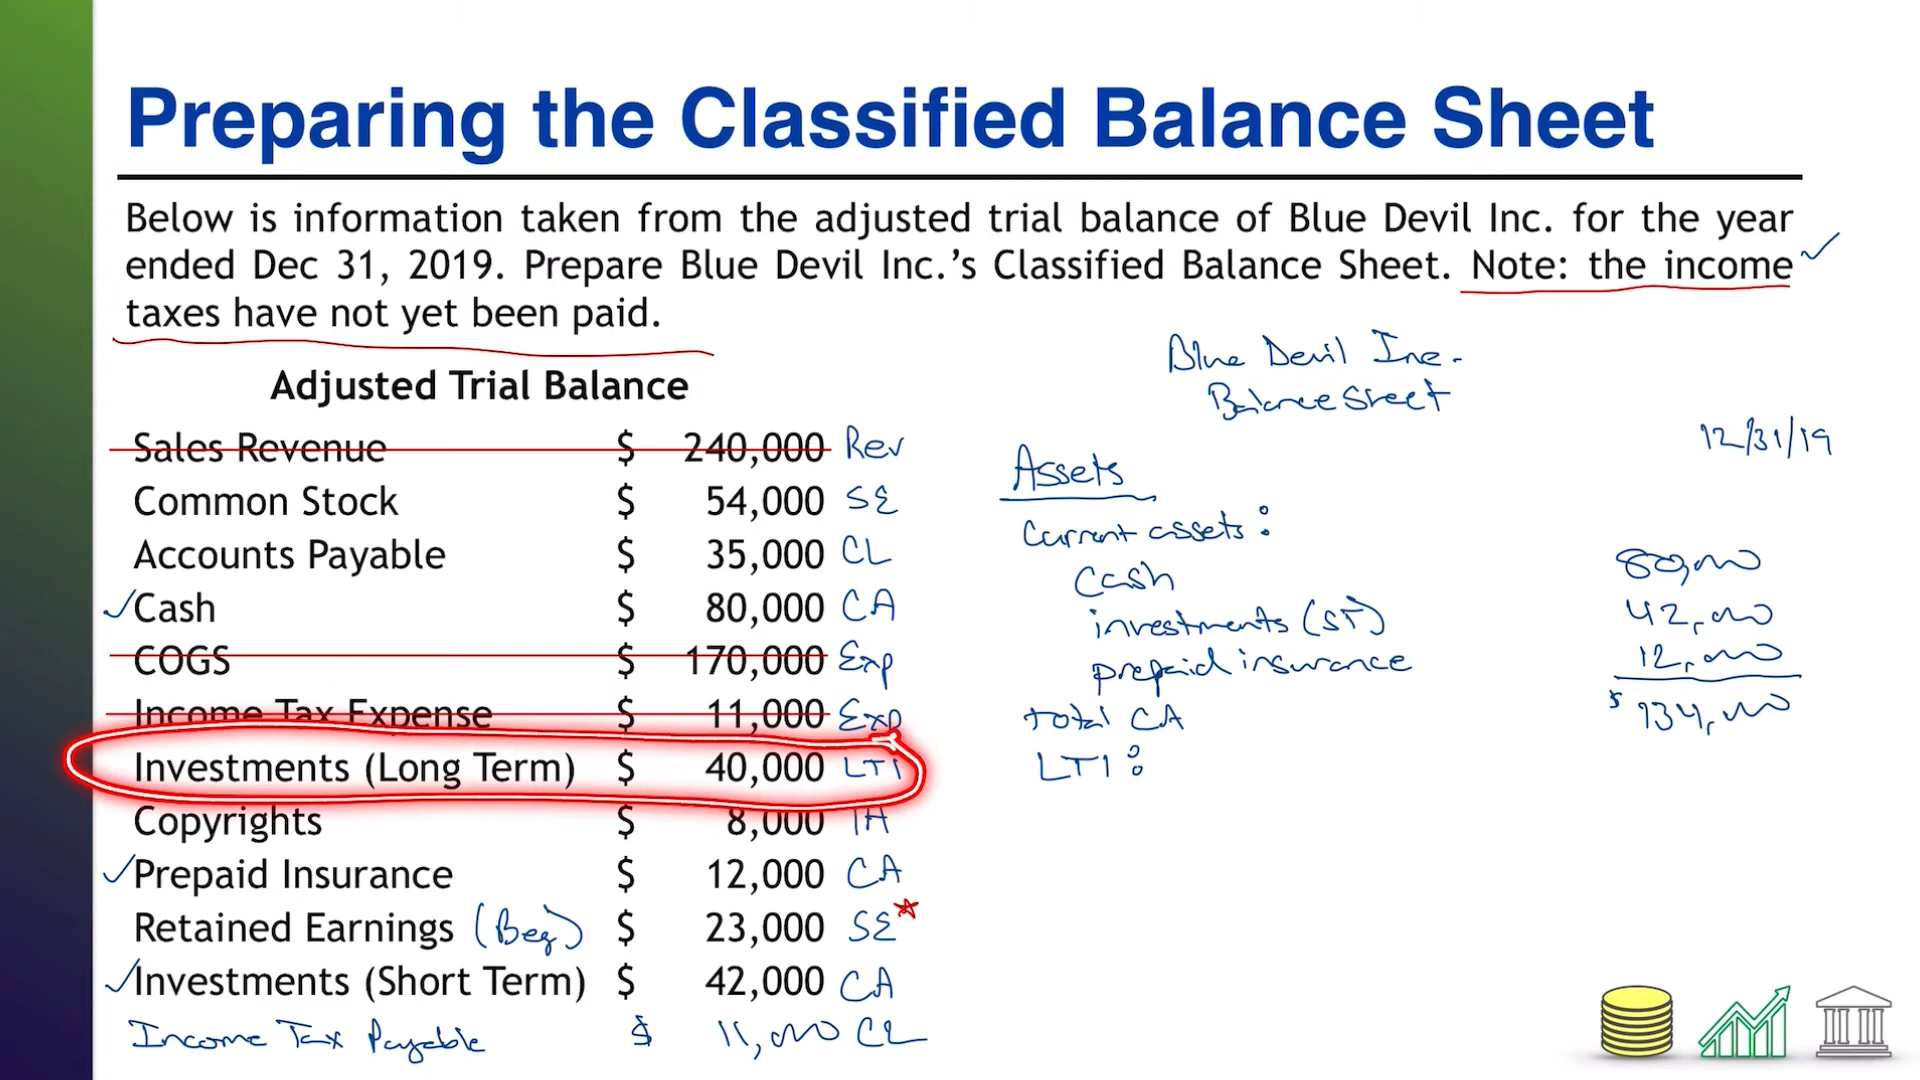 Preparing the Classified Balance Sheet
Below is information taken from the adjusted trial balance of Blue Devil Inc. for the year
ended Dec 31, 2019. Prepare Blue Devil Inc.'s Classified Balance Sheet. Note: the income
taxes have not yet been paid.
Adjusted Trial Balance
Sales Revenue $ 240,000 Rev
Common Stock $ 54,000 SE
Accounts Payable $ 35,000 CL
Cash $ 80,000 CA
COGS $ 170,000 Exp
Income Tax Expense $ 11,000 Exp
Investments (Long Term) $ 40,000 LTI
Copyrights $ 8,000 IA
Prepaid Insurance $ 12,000 CA
Retained Earnings (Beg) $ 23,000 SE*
Investments (Short Term) $ 42,000 CA
Income Tax Payable $ 11,000 CL
Blue Devil Inc.
Balance Sheet
12/31/19
Assets
Current assets:
Cash 80,000
investments (ST) 42,000
prepaid insurance 12,000
total CA $ 134,000
LTI: